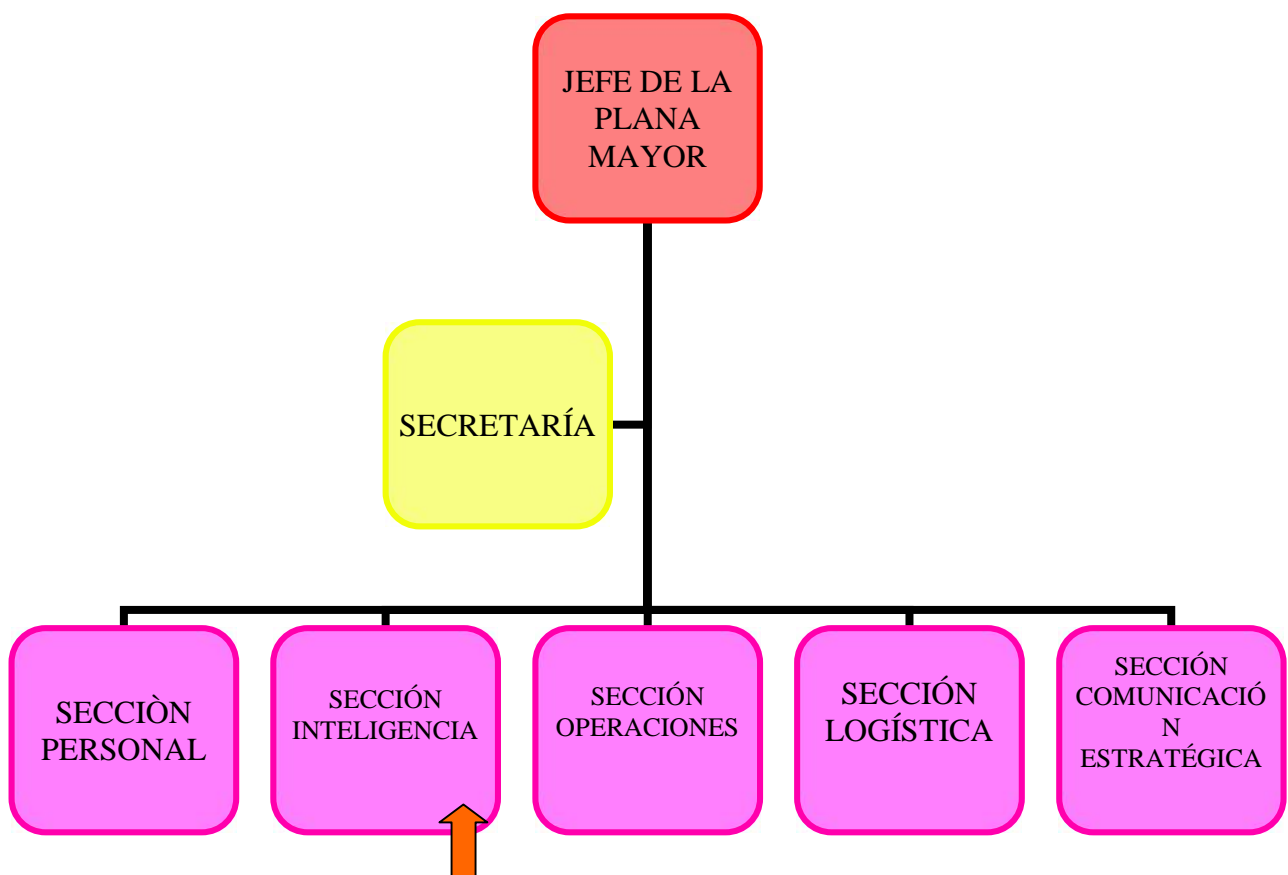 JEFE DE LA
PLANA
MAYOR
SECRETARÍA
SECCIÒN
PERSONAL
SECCIÓN
INTELIGENCIA
SECCIÓN
OPERACIONES
SECCIÓN
LOGÍSTICA
SECCIÓN
COMUNICACIÓ
N
ESTRATÉGICA